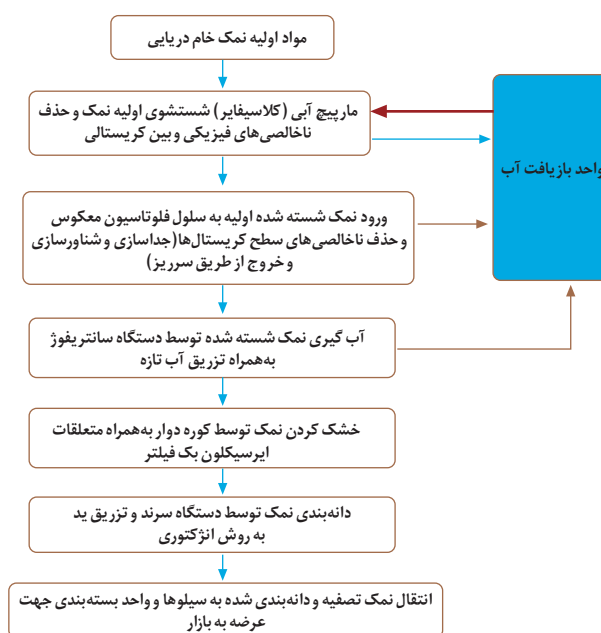 مواد اولیه نمک خام دریایی
مارپیچ آبی (کلاسیفایر) شستشوی اولیه نمک و حذف
ناخالصی‌های فیزیکی و بین کریستالی
واحد بازیافت آب
ورود نمک شسته شده اولیه به سلول فلوتاسیون معکوس
و حذف ناخالصی‌های سطح کریستال‌ها(جداسازی و شناورسازی
و خروج از طریق سرریز)
آب گیری نمک شسته شده توسط دستگاه سانتریفوژ
به‌همراه تزریق آب تازه
خشک کردن نمک توسط کوره دوار به‌همراه متعلقات
ایرسیکلون بک فیلتر
دانه‌بندی نمک توسط دستگاه سرند و تزریق ید
به روش انژکتوری
انتقال نمک تصفیه و دانه‌بندی شده به سیلوها و واحد بسته‌بندی جهت
عرضه به بازار